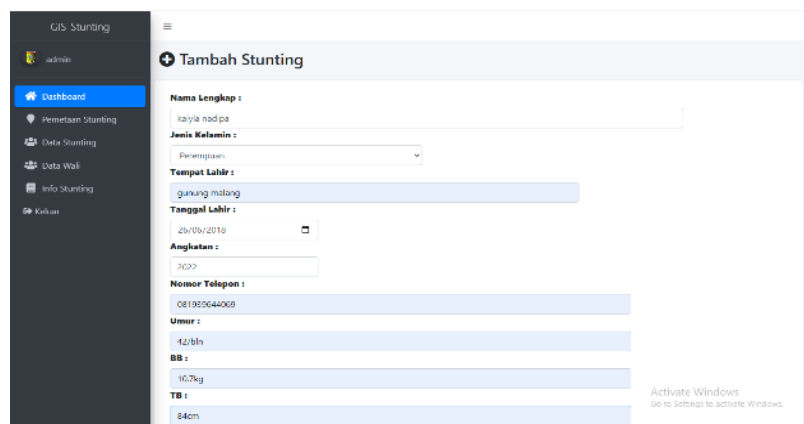 GIS Stunting
admin
Dashboard
Pemetaan Stunting
Data Stunting
Data Wali
Info Stunting
Keluar
Tambah Stunting
Nama Lengkap :
kaiyla nadipa
Jenis Kelamin :
Perempuan
Tempat Lahir :
gunung malang
Tanggal Lahir :
26/06/2018
Angkatan :
2022
Nomor Telepon :
Umur :
42/bln
BB :
10.7kg
TB :
84cm
Activate Windows
Go to Settings to activate Windows.